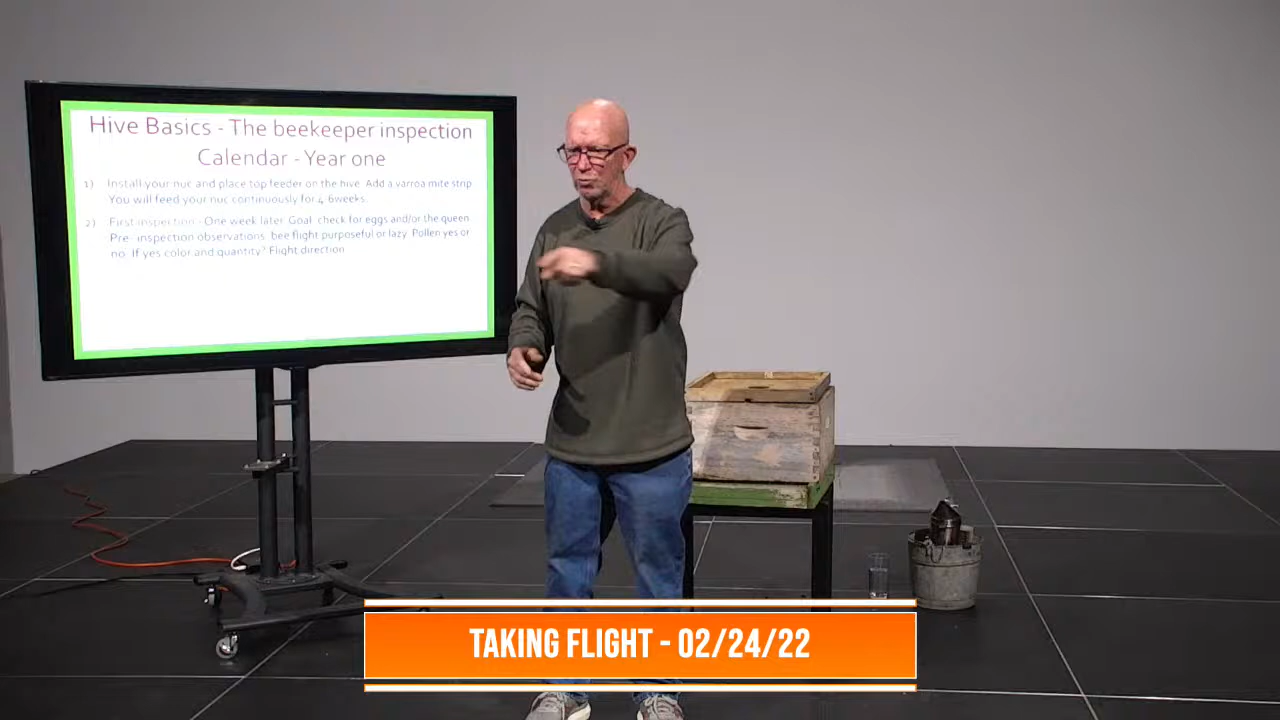 Hive Basics - The beekeeper inspection
Calendar - Year one
1) Install your nuc and place top feeder on the hive. Add a varroa mite strip
You will feed your nuc continuously for 4 6weeks.
2) First inspection - One week later. Goal check for eggs and/or the queen.
Pre- inspection observations, bee flight purposeful or lazy. Pollen yes or
no. If yes color and quantity? Flight direction
TAKING FLIGHT - 02/24/22